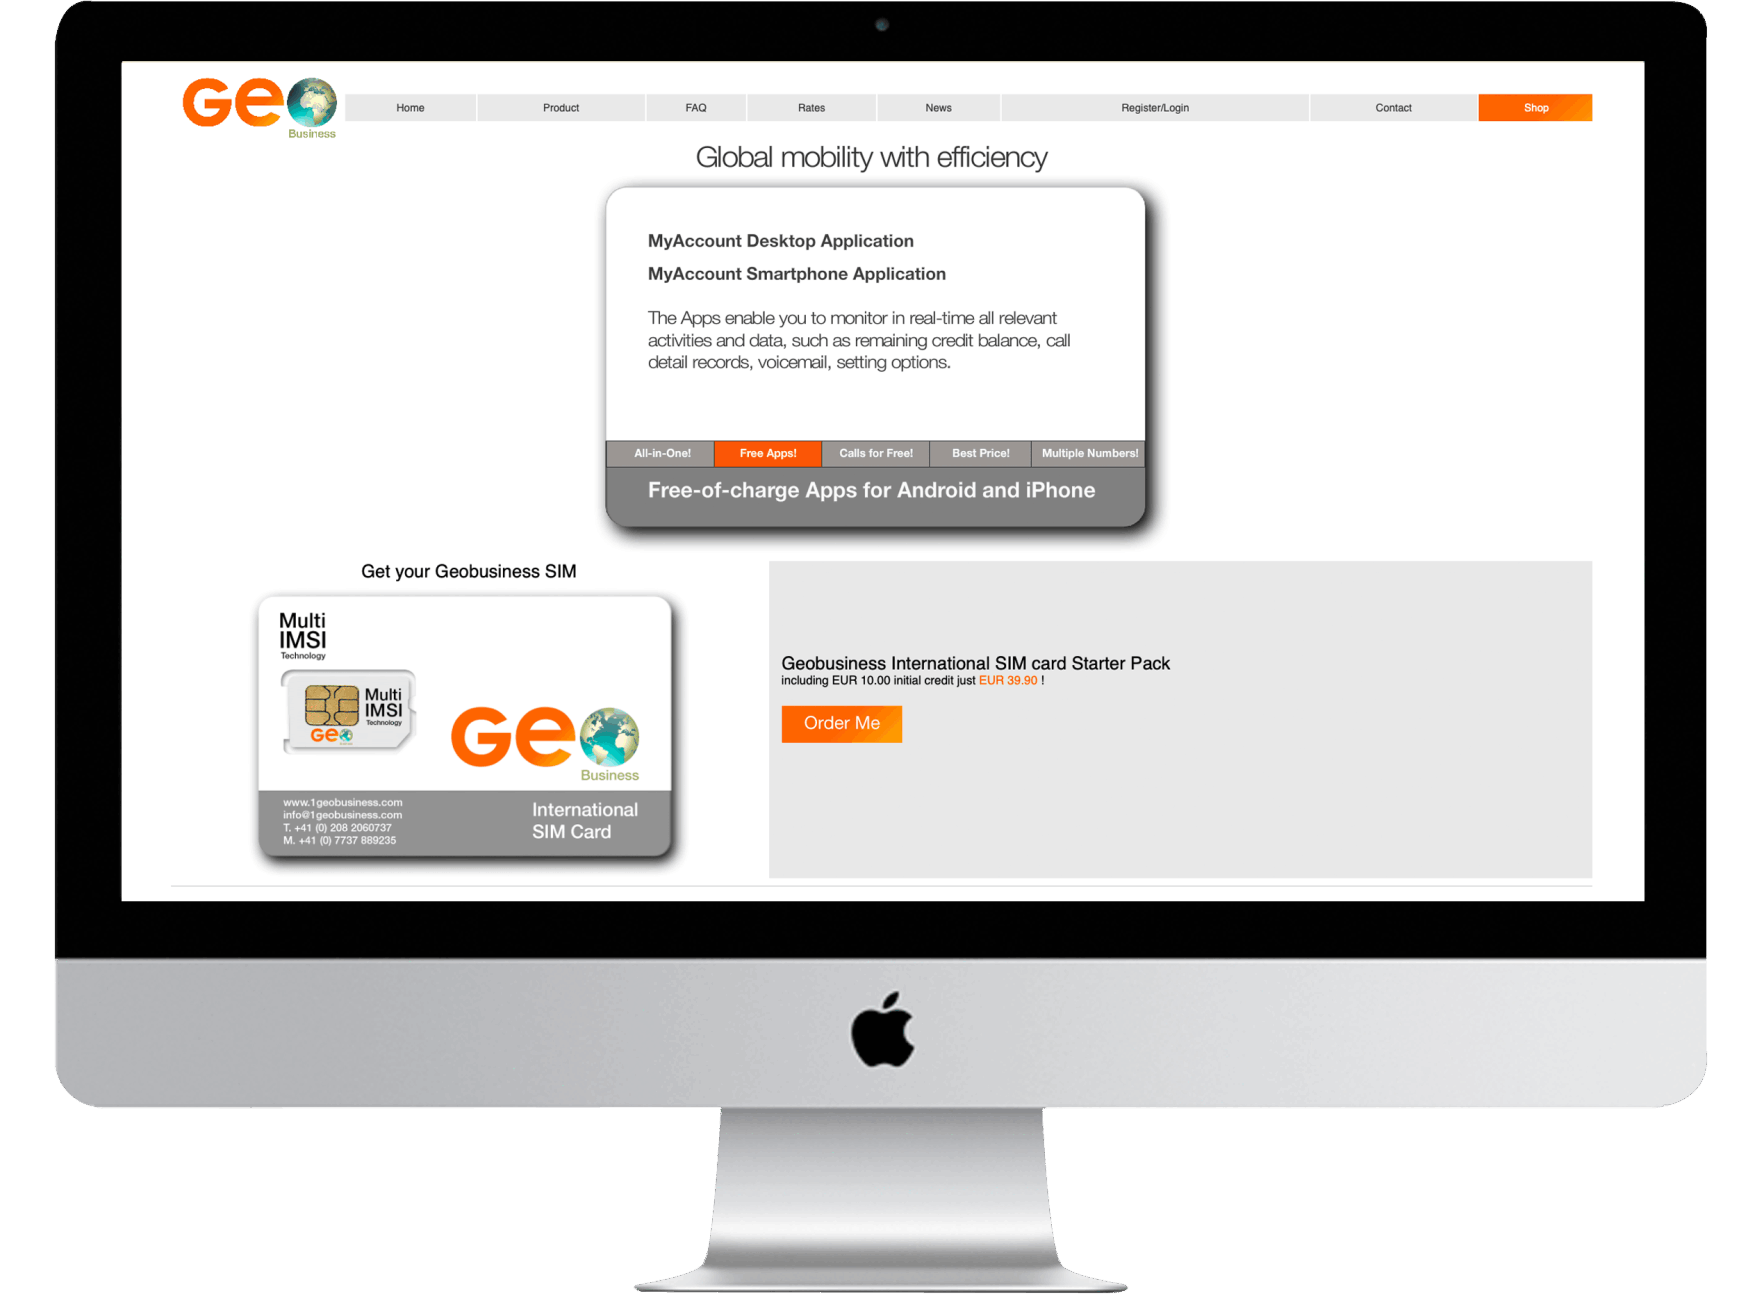 GEO
Business
Home
Product
FAQ
Rates
News
Register/Login
Contact
Shop
Global mobility with efficiency
MyAccount Desktop Application
MyAccount Smartphone Application
The Apps enable you to monitor in real-time all relevant
activities and data, such as remaining credit balance, call
detail records, voicemail, setting options.
All-in-One!
Free Apps!
Calls for Free!
Best Price!
Multiple Numbers!
Free-of-charge Apps for Android and iPhone
Get your Geobusiness SIM
Multi
IMSI
Technology
Multi
IMSI
Technology
GEO
GEO
Business
www.1geobusiness.com
info@1geobusiness.com
T. +41 (0) 208 2060737
M. +41 (0) 7737 889235
International
SIM Card
Geobusiness International SIM card Starter Pack
including EUR 10.00 initial credit just EUR 39.90 !
Order Me